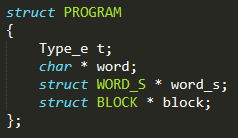 struct PROGRAM
{
    Type_e t;
    char * word;
    struct WORD_S * word_s;
    struct BLOCK * block;
};